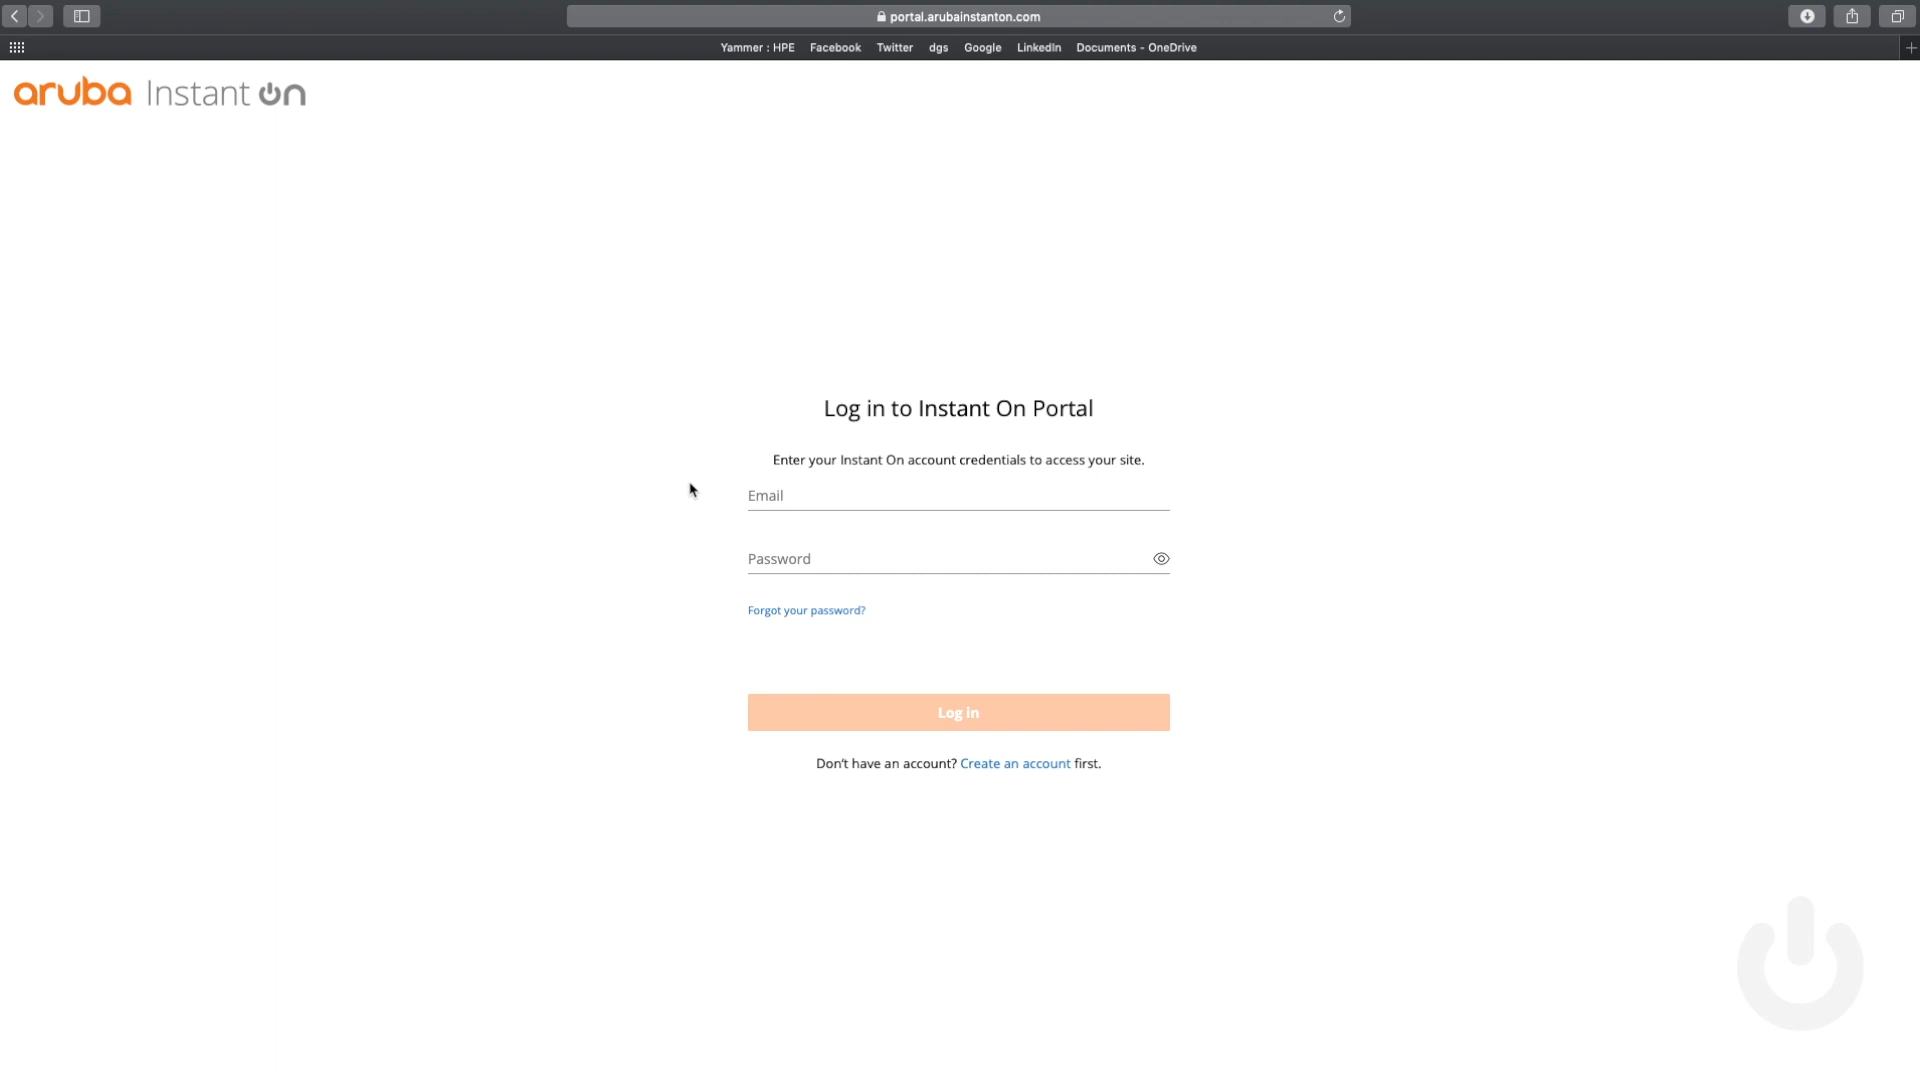 portal.arubainstanton.com
Yammer : HPE Facebook Twitter dgs Google LinkedIn Documents - OneDrive
aruba Instant On
Log in to Instant On Portal
Enter your Instant On account credentials to access your site.
Email
Password
Forgot your password?
Log in
Don't have an account? Create an account first.